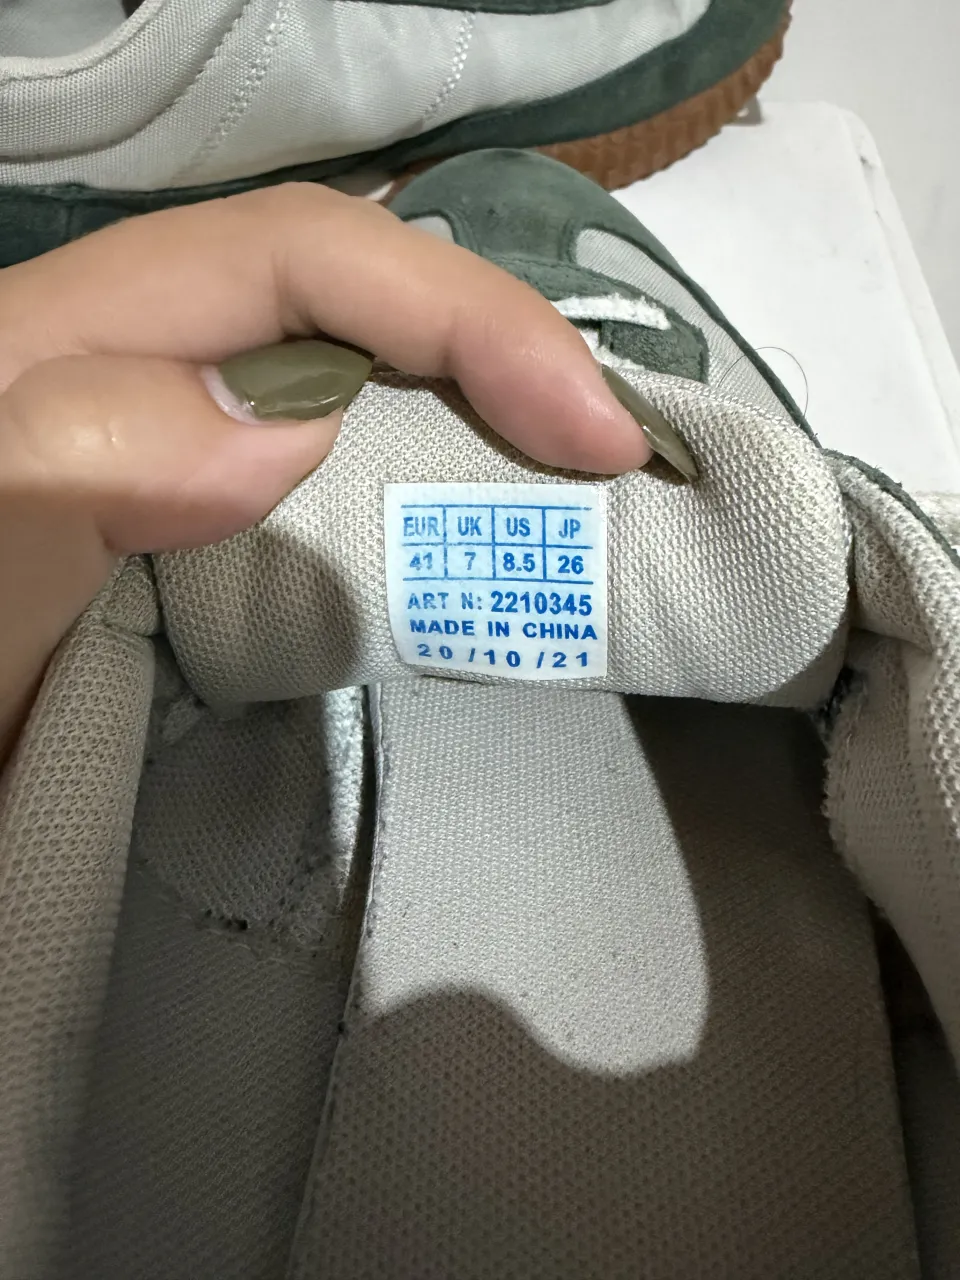 EUR UK US JP
41 7 8.5 26
ART N: 2210345
MADE IN CHINA
20/10/21